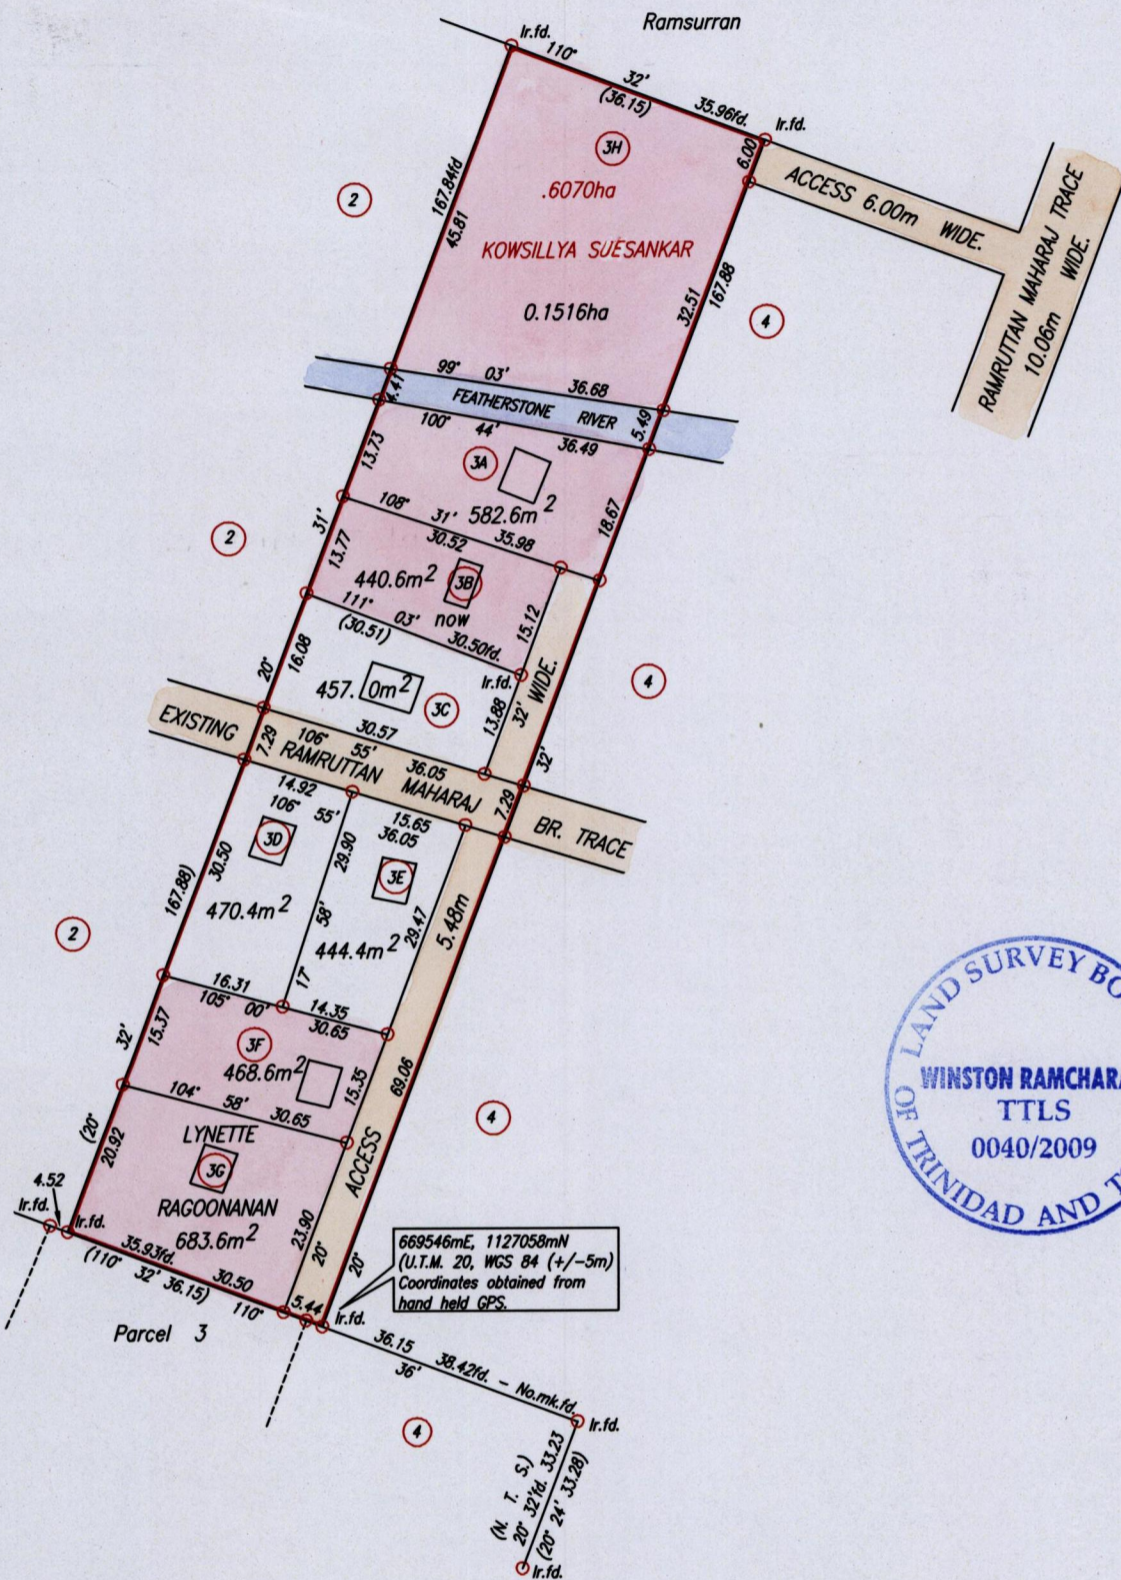 Ramsurran
Ir.fd.
110°
32'
(36.15)
35.96fd.
Ir.fd.
3H
6.00
.6070ha
ACCESS 6.00m WIDE.
RAMRUTTAN MAHARAJ TRACE
10.06m WIDE.
2
167.84fd
45.81
KOWSILLYA SUESANKAR
0.1516ha
32.51
167.88
4
99° 03' 36.68
4.41
FEATHERSTONE RIVER
5.49
100° 44' 36.49
13.73
3A
582.6m2
18.67
108° 31' 35.98
30.52
2
31'
13.77
440.6m2
3B
now
15.12
111° 03' 30.50fd.
(30.51)
Ir.fd.
20°
16.08
457.0m2
3C
13.88
32' WIDE.
4
32'
EXISTING RAMRUTTAN MAHARAJ BR. TRACE
30.57
106° 55' 36.05
7.29
7.29
14.92
106° 55'
15.65
36.05
3D
3E
30.50
167.88)
29.90
58'
17'
470.4m2
444.4m2
29.47
5.48m
2
16.31
105° 00'
14.35
30.65
32'
15.37
3F
468.6m2
15.35
69.06
4
104° 58' 30.65
(20°
20.92
LYNETTE
3G
RAGOONANAN
683.6m2
ACCESS
23.90
20°
20°
4.52
Ir.fd.
Ir.fd.
35.93fd.
30.50
(110° 32' 36.15)
110°
5.44
Ir.fd.
Parcel 3
669546mE, 1127058mN
(U.T.M. 20, WGS 84 (+/-5m)
Coordinates obtained from
hand held GPS.
36.15
36'
38.42fd. - No.mk.fd.
Ir.fd.
4
(N. T. S.)
20° 32'fd. 33.23
(20° 24' 33.28)
Ir.fd.
LAND SURVEY BO
WINSTON RAMCHARA
TTLS
0040/2009
OF TRINIDAD AND T